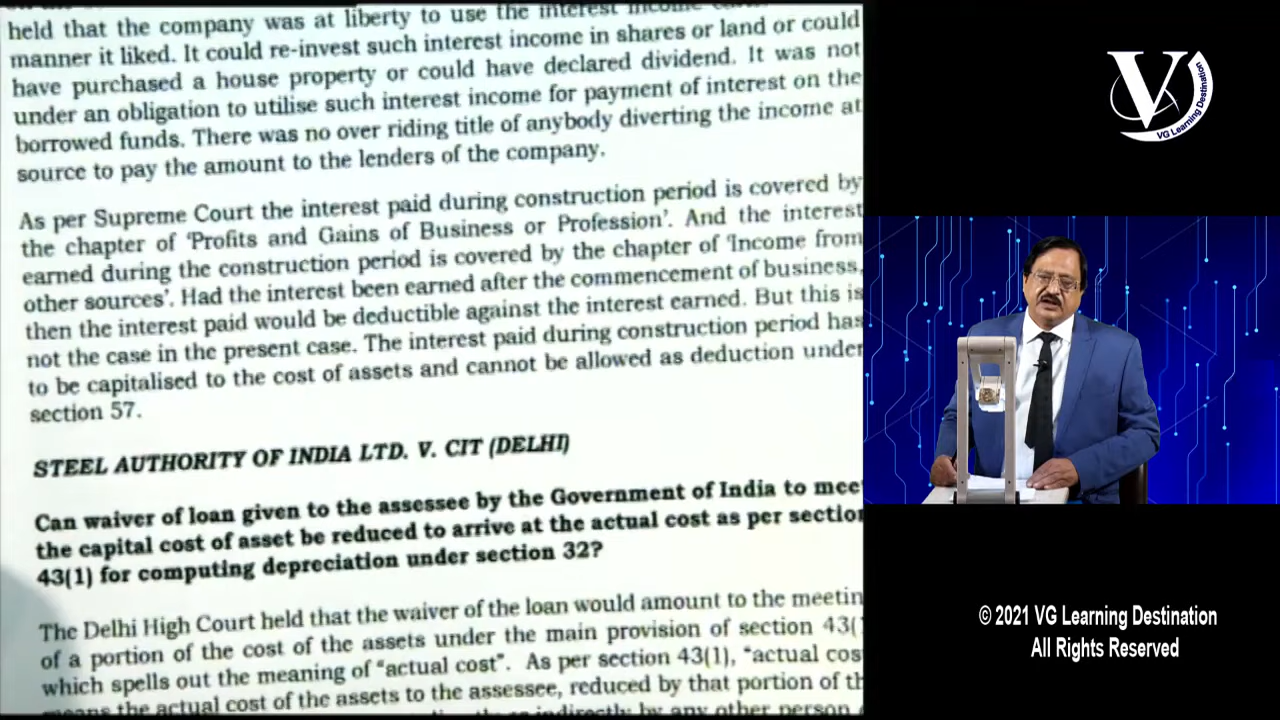 held that the company was at liberty to use the interest income
manner it liked. It could re-invest such interest income in shares or land or could
have purchased a house property or could have declared dividend. It was not
under an obligation to utilise such interest income for payment of interest on the
borrowed funds. There was no over riding title of anybody diverting the income at
source to pay the amount to the lenders of the company.
As per Supreme Court the interest paid during construction period is covered by
the chapter of 'Profits and Gains of Business or Profession'. And the interest
earned during the construction period is covered by the chapter of 'Income from
other sources'. Had the interest been earned after the commencement of business,
then the interest paid would be deductible against the interest earned. But this is
not the case in the present case. The interest paid during construction period has
to be capitalised to the cost of assets and cannot be allowed as deduction under
section 57.
STEEL AUTHORITY OF INDIA LTD. V. CIT (DELHI)
Can waiver of loan given to the assessee by the Government of India to mee
the capital cost of asset be reduced to arrive at the actual cost as per section
43(1) for computing depreciation under section 32?
The Delhi High Court held that the waiver of the loan would amount to the meetin
of a portion of the cost of the assets under the main provision of section 43(
which spells out the meaning of "actual cost". As per section 43(1), "actual cos
means the actual cost of the assets to the assessee, reduced by that portion of th
indirectly by any other person
V
VG Learning Destination
© 2021 VG Learning Destination
All Rights Reserved